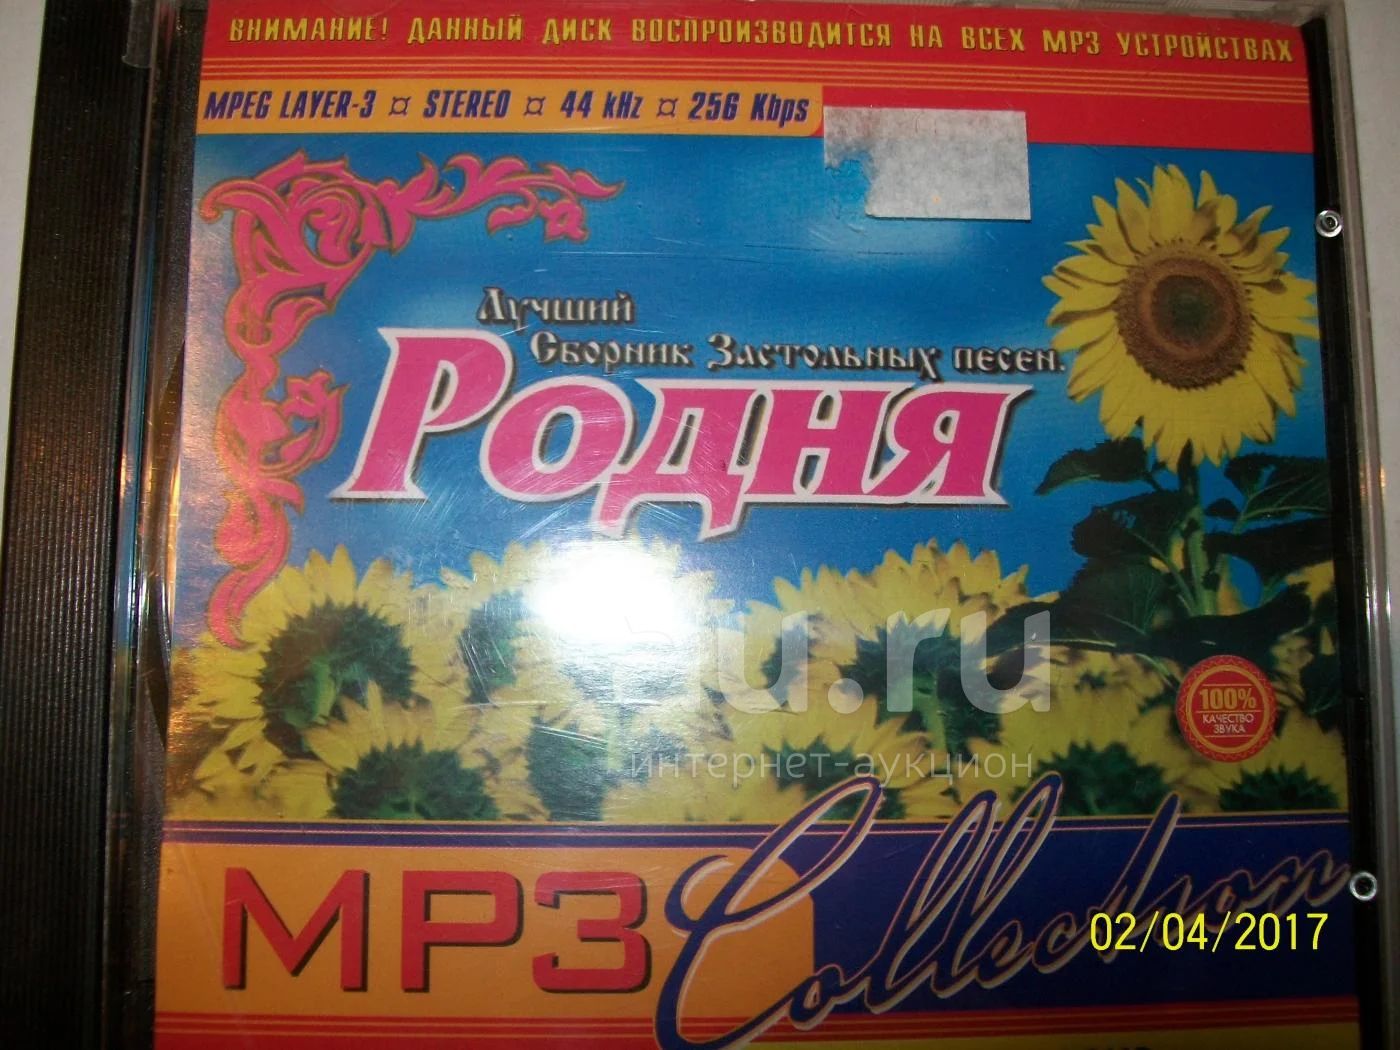 ВНИМАНИЕ! ДАННЫЙ ДИСК ВОСПРОИЗВОДИТСЯ НА ВСЕХ MP3 УСТРОЙСТВАХ
MPEG LAYER-3 ¤ STEREO ¤ 44 kHz ¤ 256 Kbps
Лучший
Сборник Застольных песен.
Родня
au.ru
интернет-аукцион
100%
КАЧЕСТВО
ЗВУКА
MP3 Collection
02/04/2017